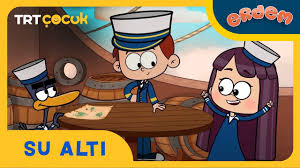 TRT ÇOCUK
erdem
SU ALTI